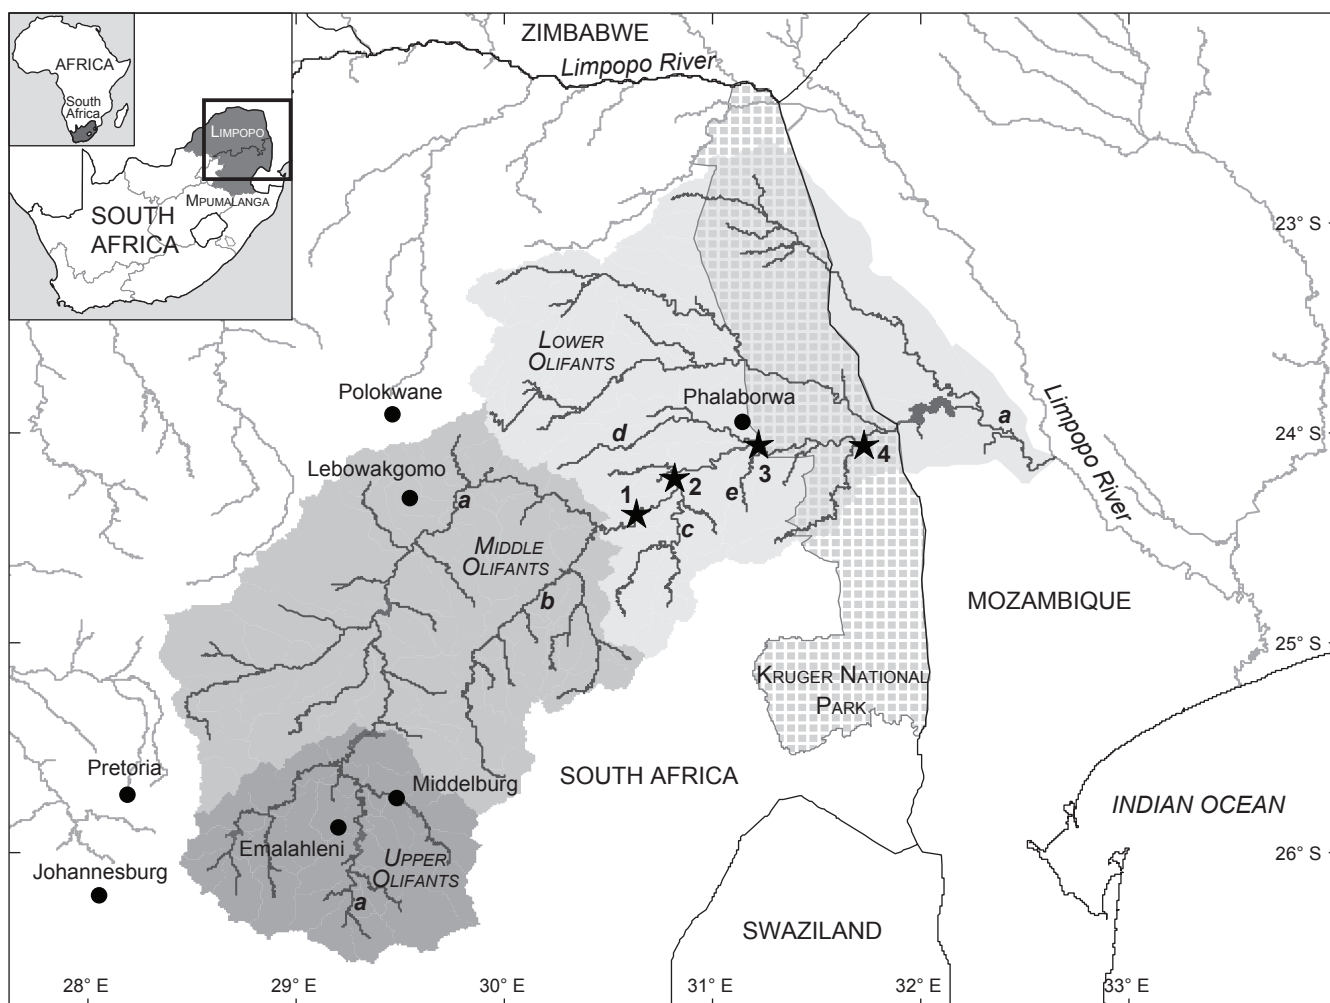 ZIMBABWE
Limpopo River
AFRICA
South
Africa
LIMPOPO
MPUMALANGA
SOUTH
AFRICA
23° S
LOWER
OLIFANTS
Polokwane
Phalaborwa
Limpopo River
a
d
24° S
Lebowakgomo
a
1
2
3
4
e
c
MIDDLE
OLIFANTS
b
MOZAMBIQUE
25° S
KRUGER NATIONAL
PARK
Pretoria
Middelburg
SOUTH AFRICA
INDIAN OCEAN
Emalahleni
UPPER
OLIFANTS
a
26° S
Johannesburg
SWAZILAND
28° E
29° E
30° E
31° E
32° E
33° E